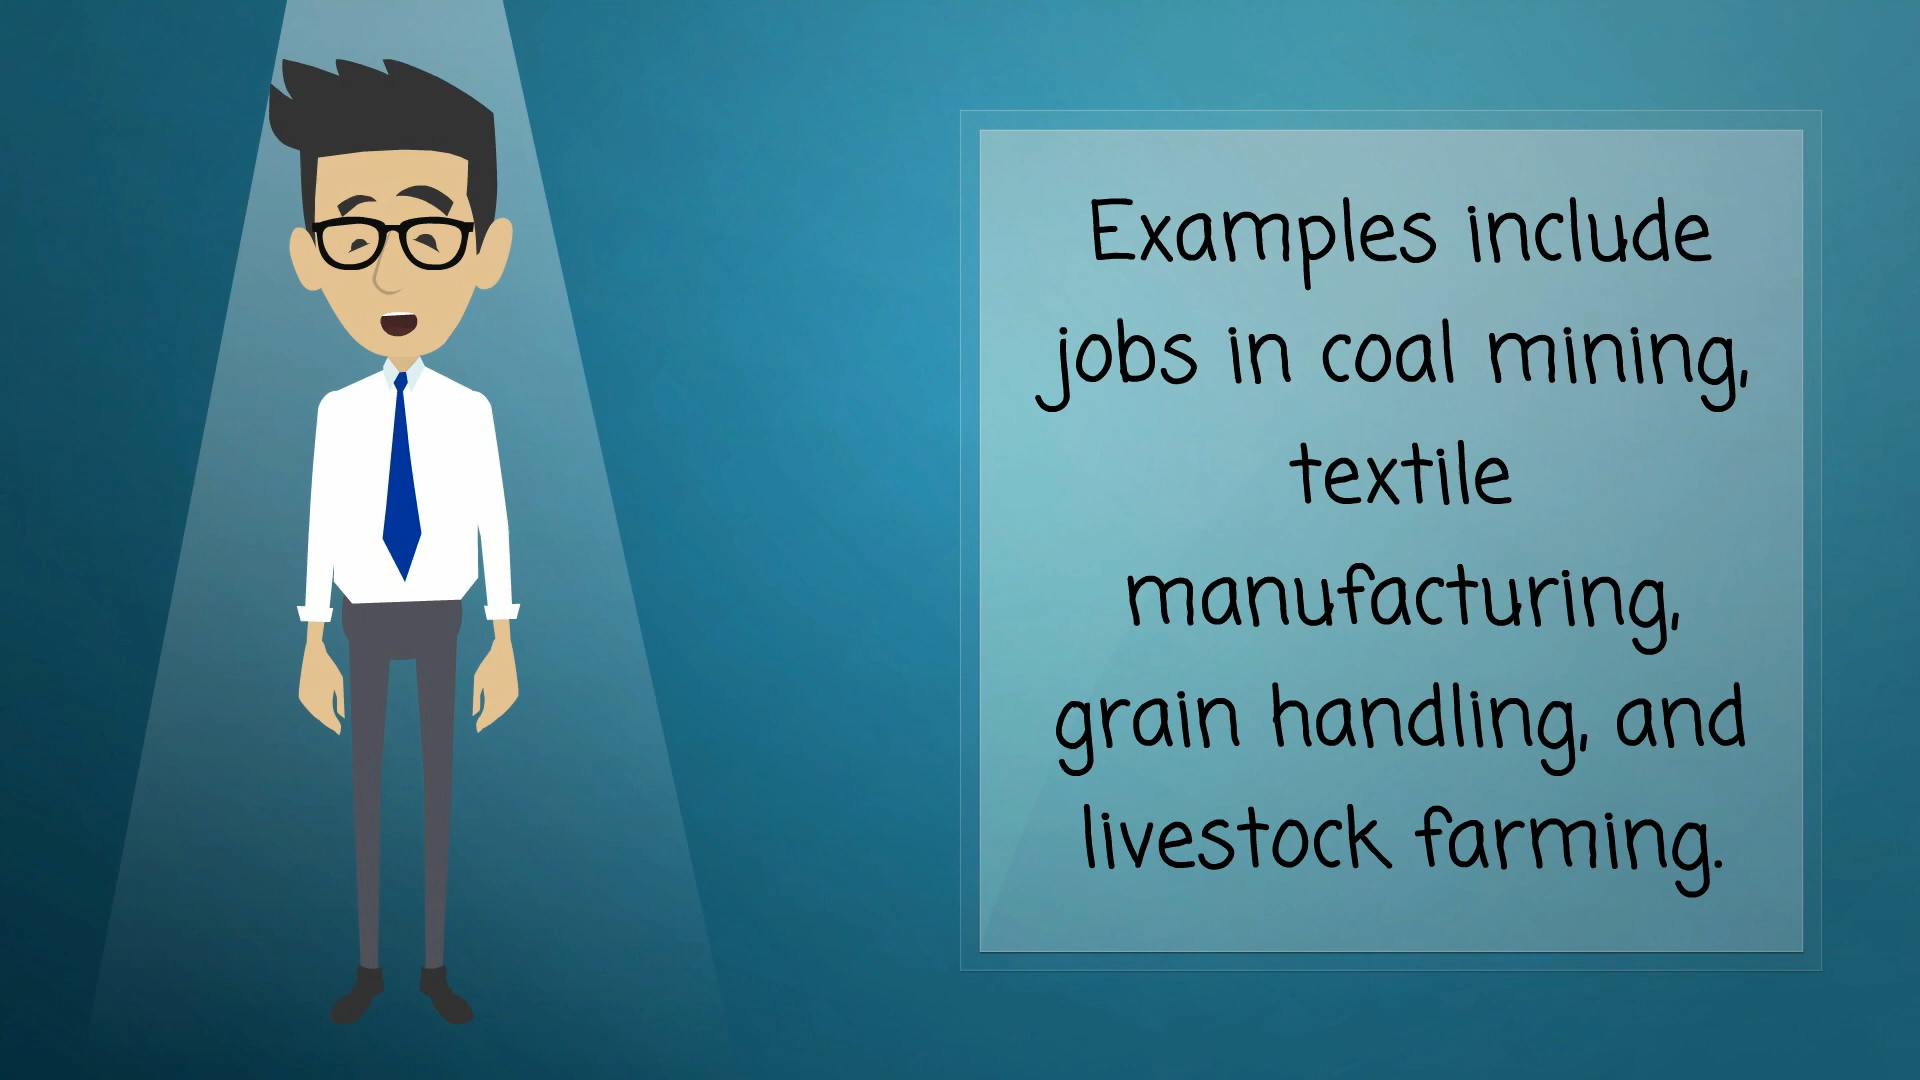 Examples include
jobs in coal mining,
textile
manufacturing,
grain handling, and
livestock farming.